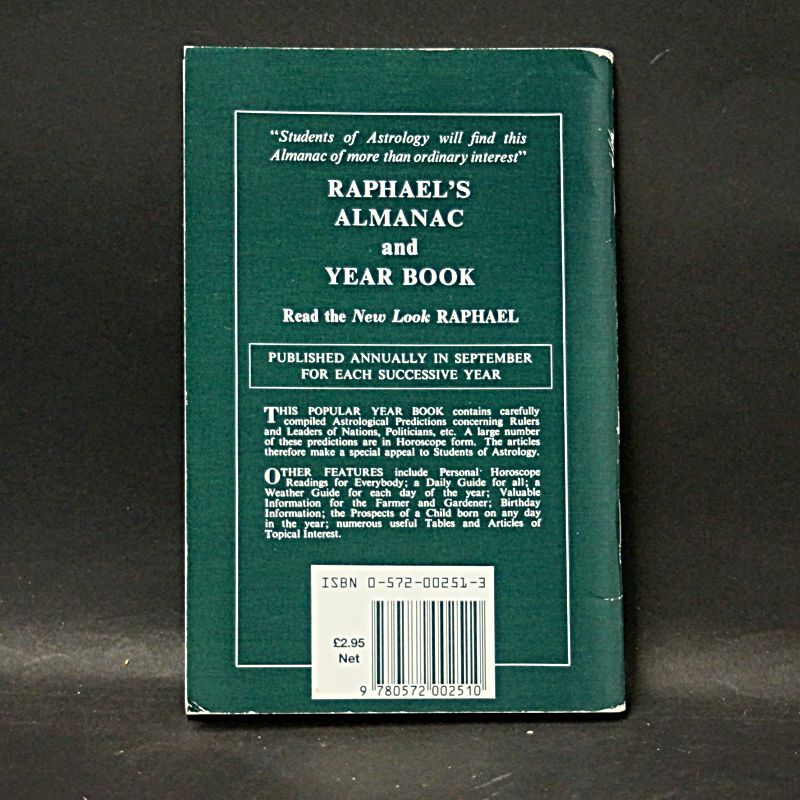 "Students of Astrology will find this
Almanac of more than ordinary interest"
RAPHAEL'S
ALMANAC
and
YEAR BOOK
Read the New Look RAPHAEL
PUBLISHED ANNUALLY IN SEPTEMBER
FOR EACH SUCCESSIVE YEAR
THIS POPULAR YEAR BOOK contains carefully
compiled Astrological Predictions concerning Rulers
and Leaders of Nations, Politicians, etc. A large number
of these predictions are in Horoscope form. The articles
therefore make a special appeal to Students of Astrology.
OTHER FEATURES include Personal Horoscope
Readings for Everybody; a Daily Guide for all; a
Weather Guide for each day of the year; Valuable
Information for the Farmer and Gardener; Birthday
Information; the Prospects of a Child born on any day
in the year; numerous useful Tables and Articles of
Topical Interest.
ISBN 0-572-00251-3
£2.95
Net
9 780572 002510